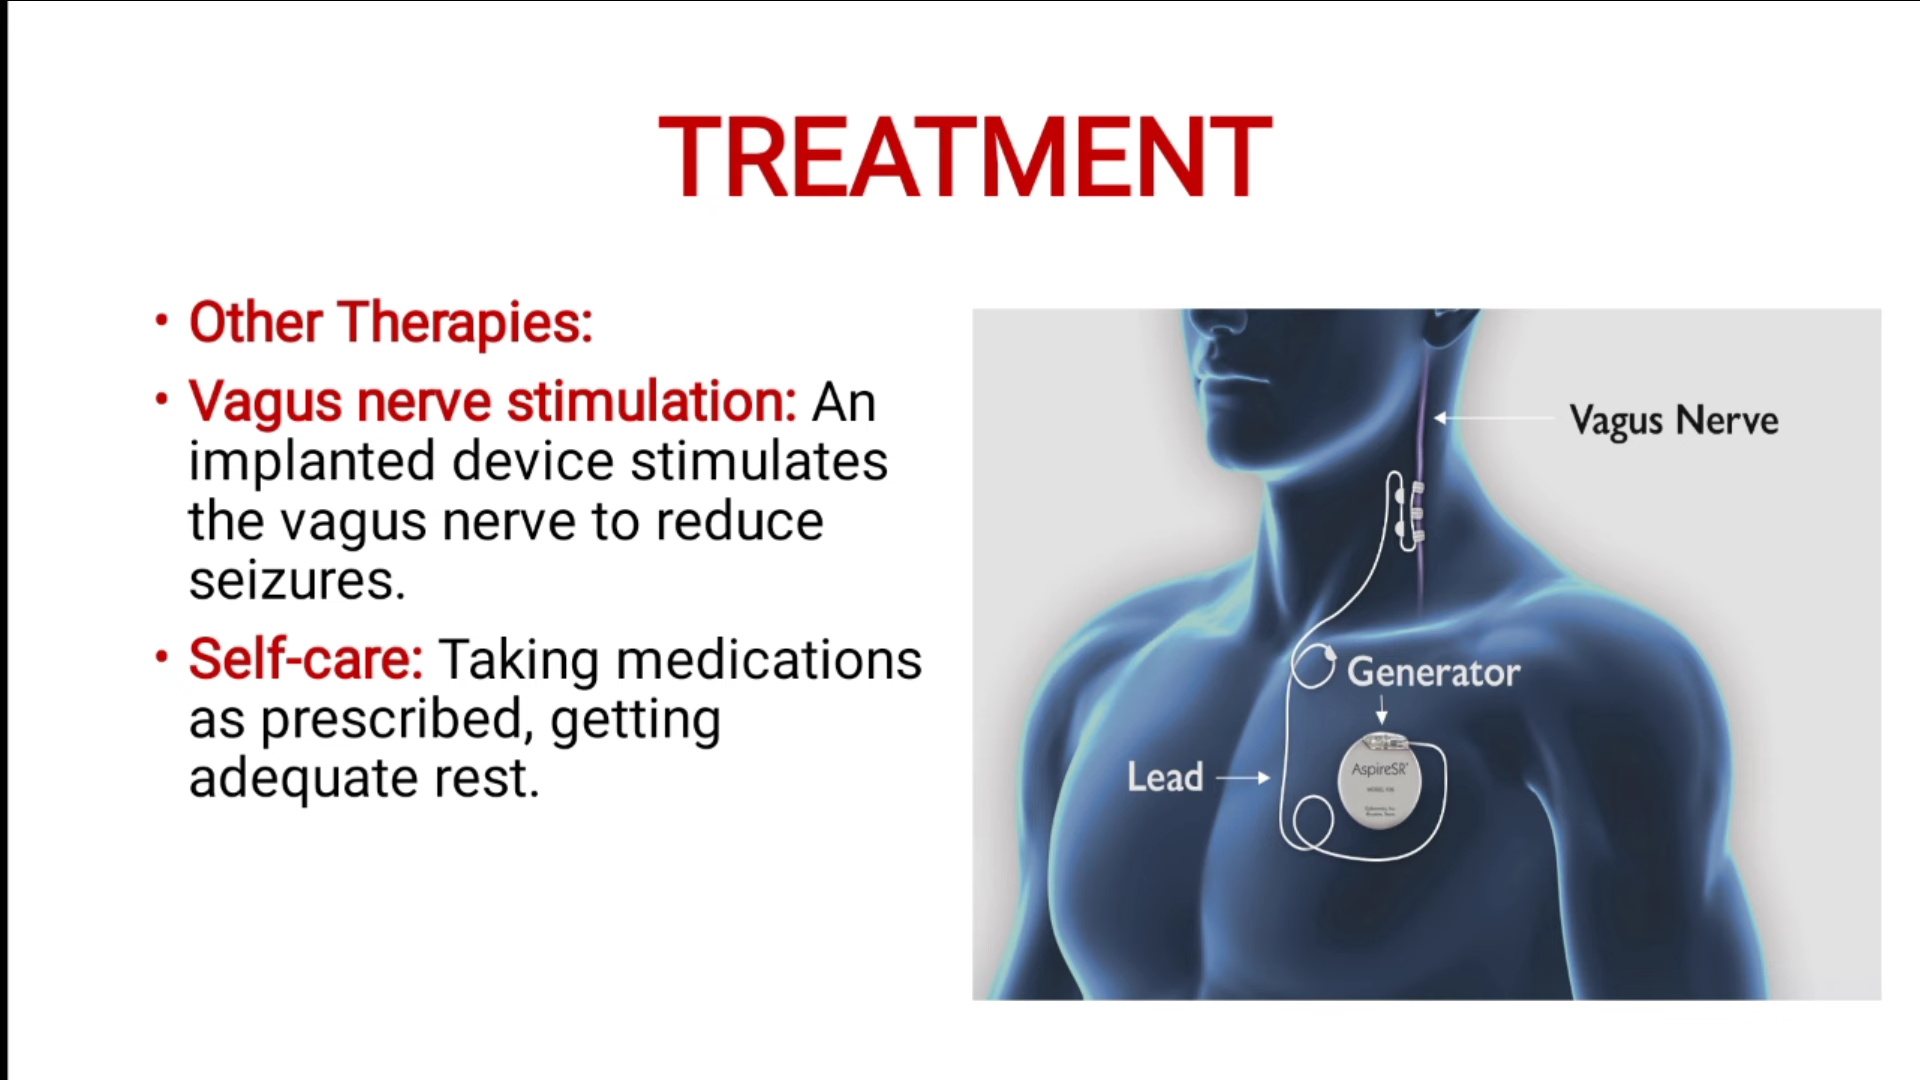 TREATMENT
• Other Therapies:
• Vagus nerve stimulation: An
implanted device stimulates
the vagus nerve to reduce
seizures.
• Self-care: Taking medications
as prescribed, getting
adequate rest.
Vagus Nerve
Generator
Lead
AspireSR®